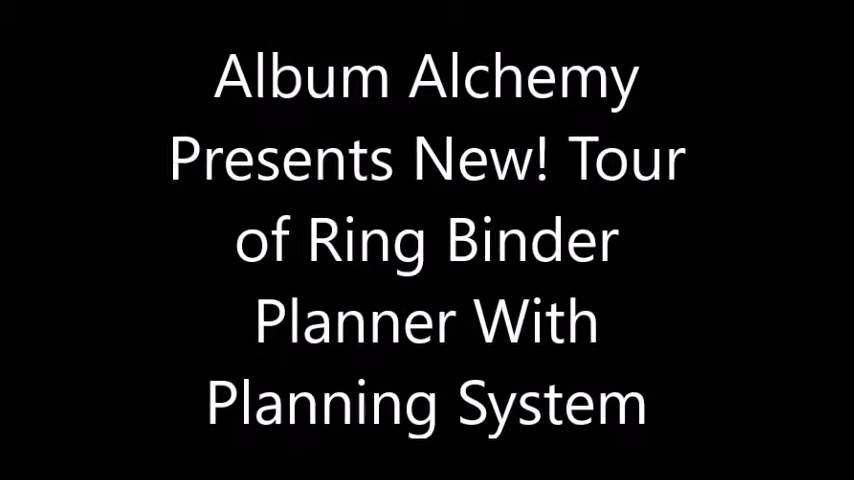 Album Alchemy
Presents New! Tour
of Ring Binder
Planner With
Planning System